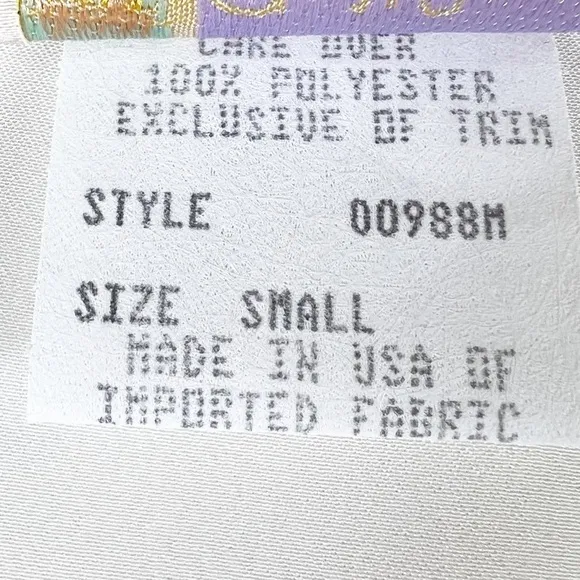 CARE OVER
100% POLYESTER
EXCLUSIVE OF TRIM
STYLE 00988M
SIZE SMALL
MADE IN USA OF
IMPORTED FABRIC